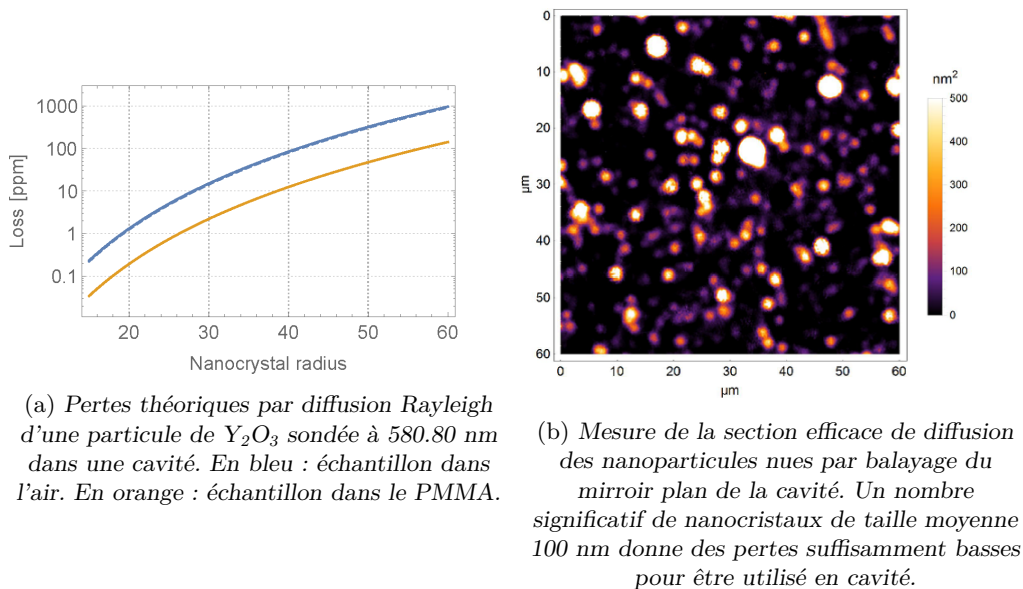 1000
100
10
1
0.1
Loss [ppm]
20 30 40 50 60
Nanocrystal radius
(a) Pertes théoriques par diffusion Rayleigh
d'une particule de Y₂O₃ sondée à 580.80 nm
dans une cavité. En bleu : échantillon dans
l'air. En orange : échantillon dans le PMMA.
0
10
20
30
40
50
60
μm
0 10 20 30 40 50 60
μm
nm²
500
400
300
200
100
0
(b) Mesure de la section efficace de diffusion
des nanoparticules nues par balayage du
mirroir plan de la cavité. Un nombre
significatif de nanocristaux de taille moyenne
100 nm donne des pertes suffisamment basses
pour être utilisé en cavité.